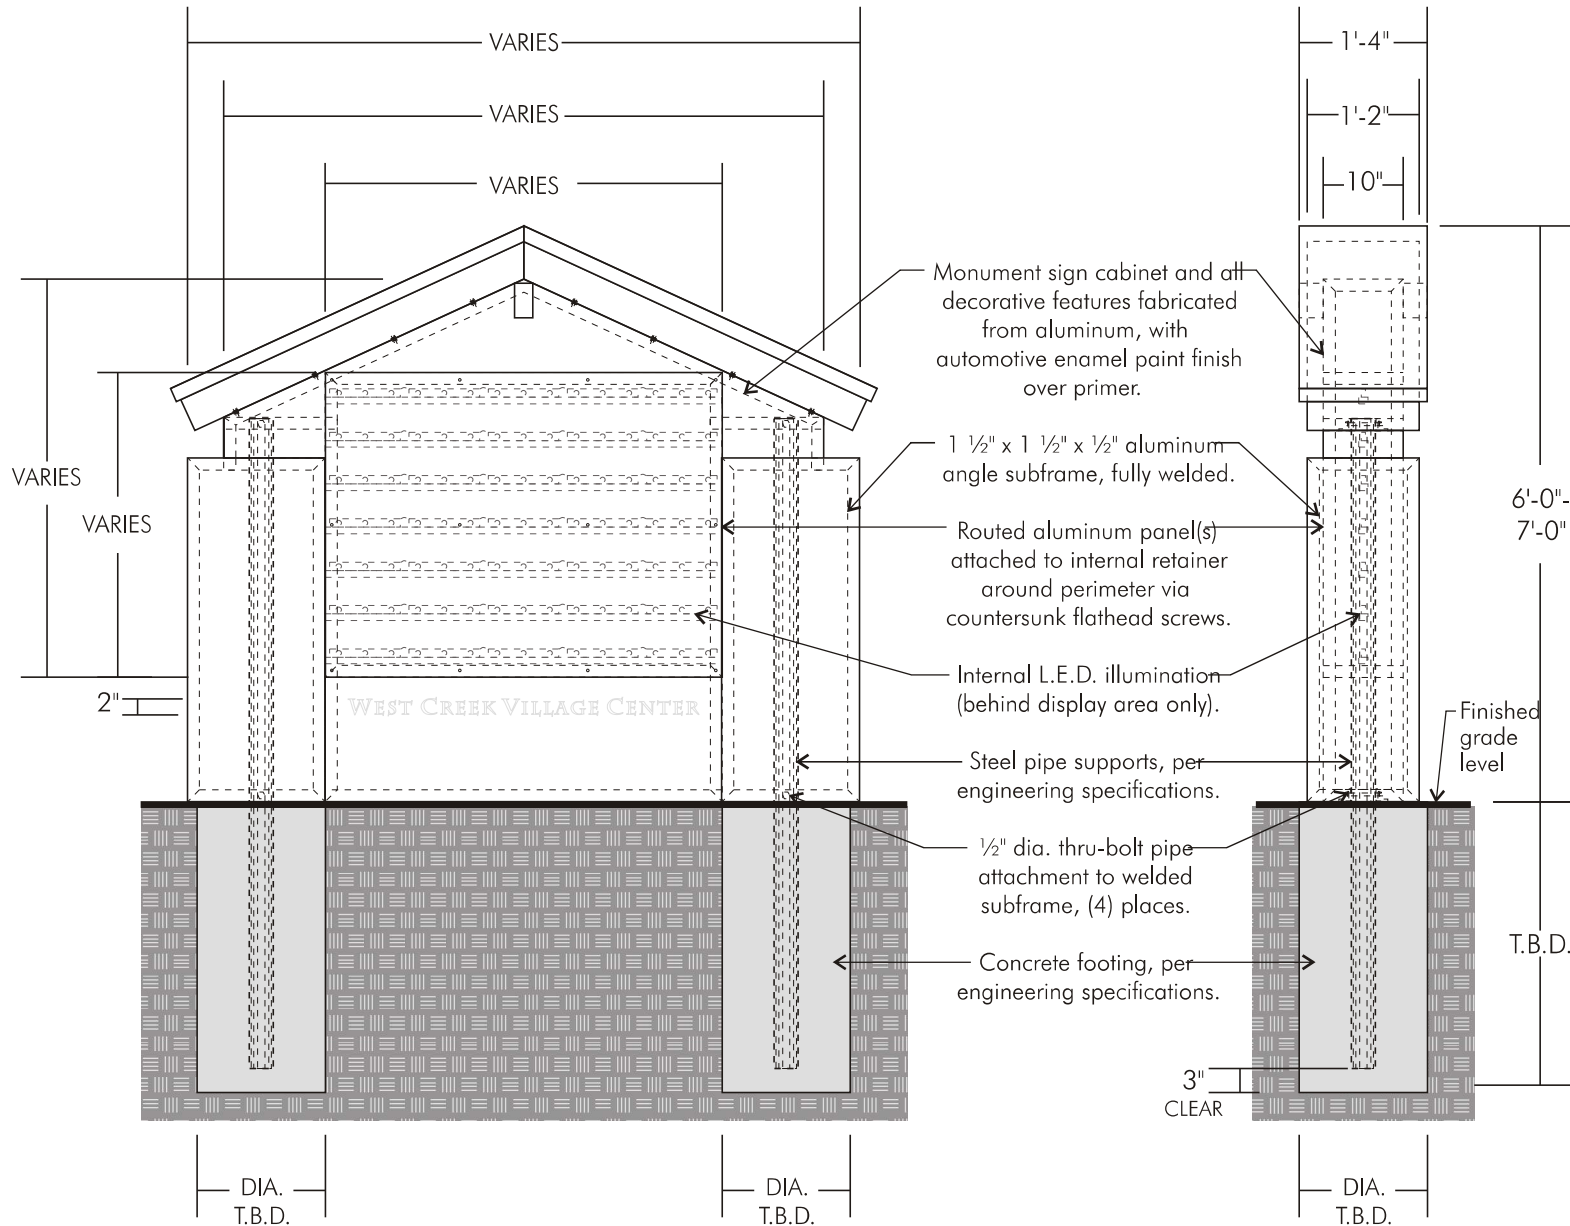 VARIES
1'-4"
VARIES
1'-2"
VARIES
10"
Monument sign cabinet and all
decorative features fabricated
from aluminum, with
automotive enamel paint finish
over primer.
1 ½" x 1 ½" x ½" aluminum
angle subframe, fully welded.
VARIES
VARIES
6'-0"-
7'-0"
Routed aluminum panel(s)
attached to internal retainer
around perimeter via
countersunk flathead screws.
Internal L.E.D. illumination
(behind display area only).
2"
WEST CREEK VILLAGE CENTER
Finished
grade
level
Steel pipe supports, per
engineering specifications.
½" dia. thru-bolt pipe
attachment to welded
subframe, (4) places.
T.B.D.
Concrete footing, per
engineering specifications.
3"
CLEAR
DIA.
T.B.D.
DIA.
T.B.D.
DIA.
T.B.D.